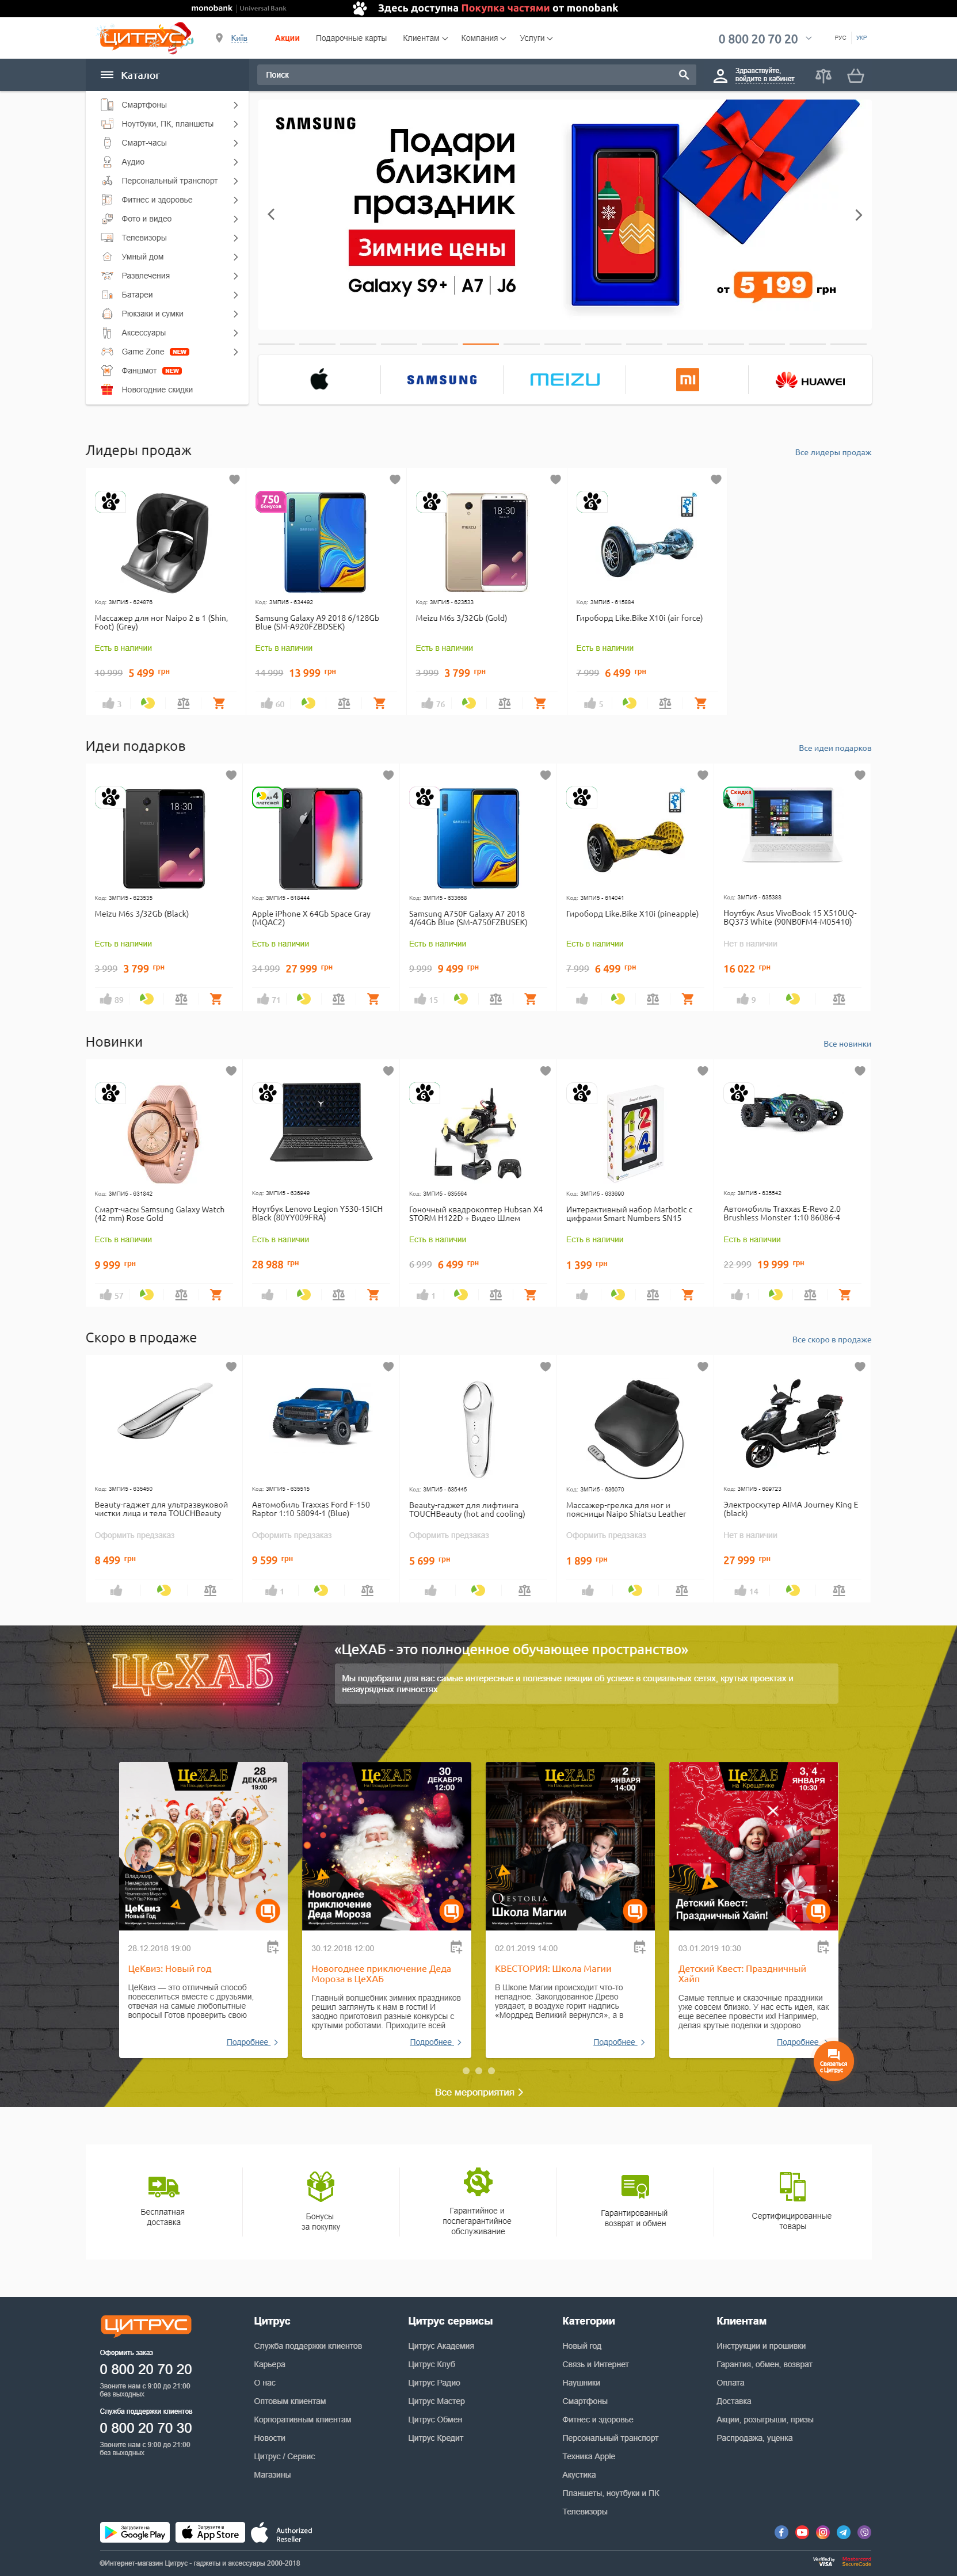 monobank | Universal Bank
Здесь доступна Покупка частями от monobank
ЦИТРУС
Київ
Акции
Подарочные карты
Клиентам
Компания
Услуги
0 800 20 70 20
РУС
УКР
Каталог
Поиск
Здравствуйте,
войдите в кабинет
Смартфоны
Ноутбуки, ПК, планшеты
Смарт-часы
Аудио
Персональный транспорт
Фитнес и здоровье
Фото и видео
Телевизоры
Умный дом
Развлечения
Батареи
Рюкзаки и сумки
Аксессуары
Game Zone NEW
Фаншмот NEW
Новогодние скидки
SAMSUNG
Подари
близким
праздник
Зимние цены
Galaxy S9+ | A7 | J6
от 5 199 грн
SAMSUNG
MEIZU
HUAWEI
Лидеры продаж
Все лидеры продаж
6
750
бонусов
6
6
Код: ЗМПИ5 - 624876
Массажер для ног Naipo 2 в 1 (Shin,
Foot) (Grey)
Есть в наличии
10 999 5 499 грн
3
Код: ЗМПИ5 - 634492
Samsung Galaxy A9 2018 6/128Gb
Blue (SM-A920FZBDSEK)
Есть в наличии
14 999 13 999 грн
60
Код: ЗМПИ5 - 623533
Meizu M6s 3/32Gb (Gold)
Есть в наличии
3 999 3 799 грн
76
Код: ЗМПИ5 - 615884
Гироборд Like.Bike X10i (air force)
Есть в наличии
7 999 6 499 грн
5
Идеи подарков
Все идеи подарков
Код: ЗМПИ5 - 623535
Meizu M6s 3/32Gb (Black)
Есть в наличии
3 999 3 799 грн
89
до 4
платежей
Код: ЗМПИ5 - 618444
Apple iPhone X 64Gb Space Gray
(MQAC2)
Есть в наличии
34 999 27 999 грн
71
Код: ЗМПИ5 - 633668
Samsung A750F Galaxy A7 2018
4/64Gb Blue (SM-A750FZBUSEK)
Есть в наличии
9 999 9 499 грн
15
Код: ЗМПИ5 - 614041
Гироборд Like.Bike X10i (pineapple)
Есть в наличии
7 999 6 499 грн
Скидка
грн
Код: ЗМПИ5 - 635388
Ноутбук Asus VivoBook 15 X510UQ-
BQ373 White (90NB0FM4-M05410)
Нет в наличии
16 022 грн
9
Новинки
Все новинки
Код: ЗМПИ5 - 631842
Смарт-часы Samsung Galaxy Watch
(42 mm) Rose Gold
Есть в наличии
9 999 грн
57
Код: ЗМПИ5 - 636949
Ноутбук Lenovo Legion Y530-15ICH
Black (80YY009FRA)
Есть в наличии
28 988 грн
Код: ЗМПИ5 - 635564
Гоночный квадрокоптер Hubsan X4
STORM H122D + Видео Шлем
Есть в наличии
6 999 6 499 грн
1
Код: ЗМПИ5 - 633690
Интерактивный набор Marbotic с
цифрами Smart Numbers SN15
Есть в наличии
1 399 грн
Код: ЗМПИ5 - 635542
Автомобиль Traxxas E-Revo 2.0
Brushless Monster 1:10 86086-4
Есть в наличии
22 999 19 999 грн
1
Скоро в продаже
Все скоро в продаже
Код: ЗМПИ5 - 635450
Beauty-гаджет для ультразвуковой
чистки лица и тела TOUCHBeauty
Оформить предзаказ
8 499 грн
Код: ЗМПИ5 - 635515
Автомобиль Traxxas Ford F-150
Raptor 1:10 58094-1 (Blue)
Оформить предзаказ
9 599 грн
1
Код: ЗМПИ5 - 635445
Beauty-гаджет для лифтинга
TOUCHBeauty (hot and cooling)
Оформить предзаказ
5 699 грн
Код: ЗМПИ5 - 636070
Массажер-грелка для ног и
поясницы Naipo Shiatsu Leather
Оформить предзаказ
1 899 грн
Код: ЗМПИ5 - 609723
Электроскутер AIMA Journey King E
(black)
Нет в наличии
27 999 грн
14
ЦеХАБ
«ЦеХАБ - это полноценное обучающее пространство»
Мы подобрали для вас самые интересные и полезные лекции об успехе в социальных сетях, крутых проектах и
незаурядных личностях
ЦеХАБ
28
ДЕКАБРЯ
19:00
2019
ЦеКвиз
Новый Год
28.12.2018 19:00
ЦеКвиз: Новый год
ЦеКвиз — это отличный способ
повеселиться вместе с друзьями,
отвечая на самые любопытные
вопросы! Готов проверить свою
Подробнее
ЦеХАБ
30
ДЕКАБРЯ
12:00
Новогоднее
приключение
Деда Мороза
30.12.2018 12:00
Новогоднее приключение Деда
Мороза в ЦеХАБ
Главный волшебник зимних праздников
решил заглянуть к нам в гости! И
заодно приготовил разные конкурсы с
крутыми роботами. Приходите всей
Подробнее
ЦеХАБ
2
ЯНВАРЯ
14:00
QESTORIA
Школа Магии
02.01.2019 14:00
КВЕСТОРИЯ: Школа Магии
В Школе Магии происходит что-то
неладное. Заколдованное Древо
увядает, в воздухе горит надпись
«Мордред Великий вернулся», а в
Подробнее
ЦеХАБ
на Крещатике
3, 4
ЯНВАРЯ
10:30
Детский Квест:
Праздничный Хайп!
03.01.2019 10:30
Детский Квест: Праздничный
Хайп
Самые теплые и сказочные праздники
уже совсем близко. У нас есть идея, как
еще веселее провести их! Например,
делая крутые поделки и здорово
Подробнее
Связаться
с Цитрус
Все мероприятия
Бесплатная
доставка
Бонусы
за покупку
Гарантийное и
послегарантийное
обслуживание
Гарантированный
возврат и обмен
Сертифицированные
товары
ЦИТРУС
Оформить заказ
0 800 20 70 20
Звоните нам с 9:00 до 21:00
без выходных
Служба поддержки клиентов
0 800 20 70 30
Звоните нам с 9:00 до 21:00
без выходных
Цитрус
Служба поддержки клиентов
Карьера
О нас
Оптовым клиентам
Корпоративным клиентам
Новости
Цитрус / Сервис
Магазины
Цитрус сервисы
Цитрус Академия
Цитрус Клуб
Цитрус Радио
Цитрус Мастер
Цитрус Обмен
Цитрус Кредит
Категории
Новый год
Связь и Интернет
Наушники
Смартфоны
Фитнес и здоровье
Персональный транспорт
Техника Apple
Акустика
Планшеты, ноутбуки и ПК
Телевизоры
Клиентам
Инструкции и прошивки
Гарантия, обмен, возврат
Оплата
Доставка
Акции, розыгрыши, призы
Распродажа, уценка
Загрузите на
Google Play
Загрузите в
App Store
Authorized
Reseller
©Интернет-магазин Цитрус - гаджеты и аксессуары 2000-2018
Verified by
VISA
MasterCard
SecureCode